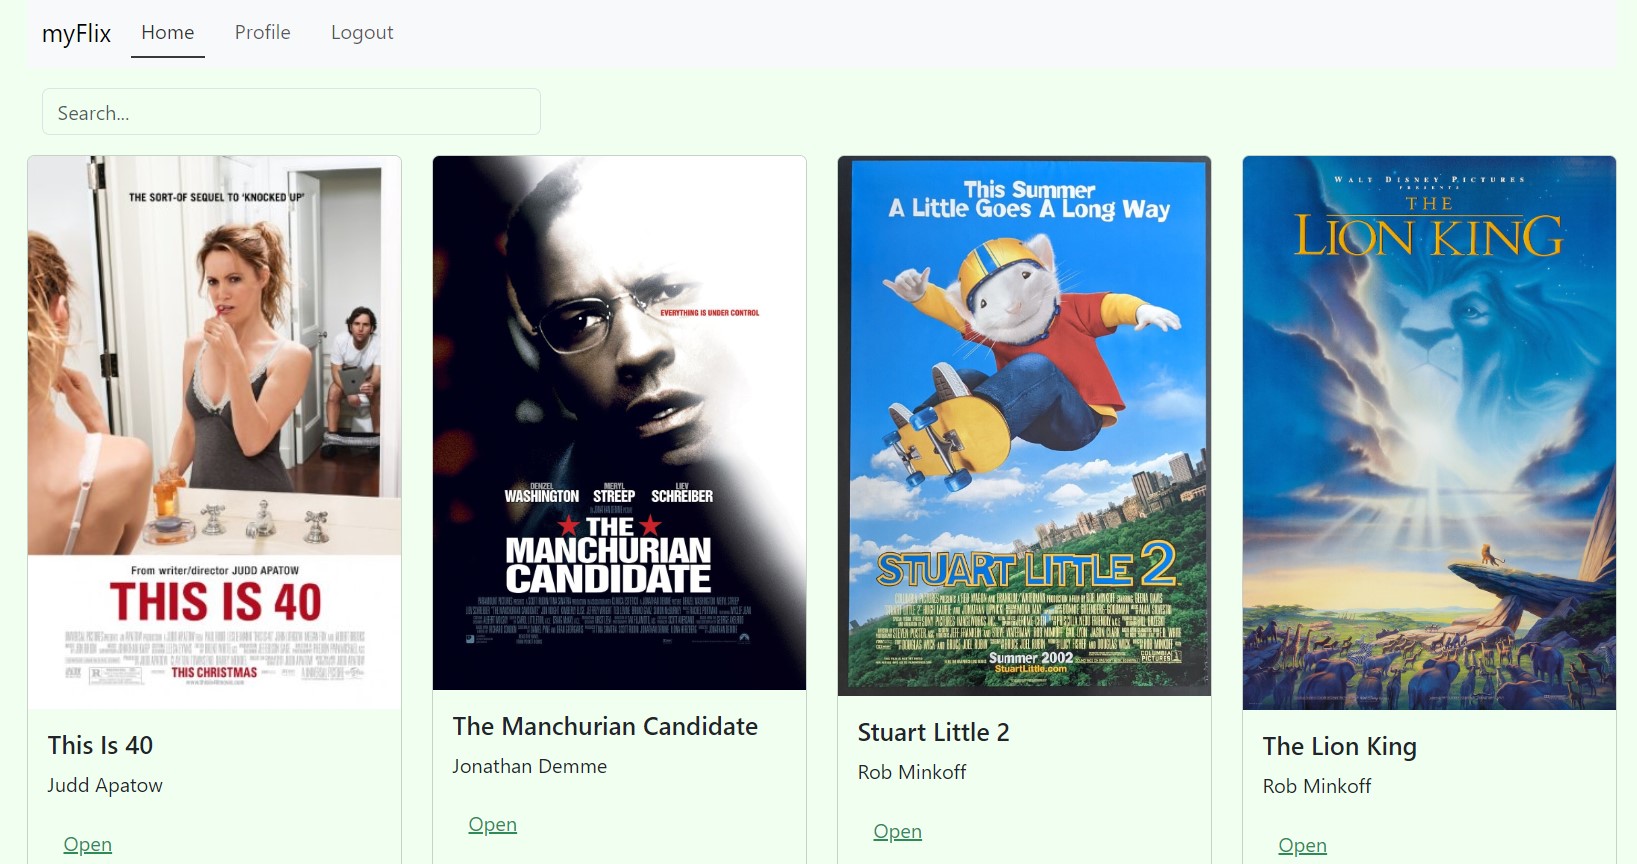 myFlix Home Profile Logout
Search...
THE SORT-OF SEQUEL TO 'KNOCKED UP'
From writer/director JUDD APATOW
THIS IS 40
THIS CHRISTMAS
This Is 40
Judd Apatow
Open
EVERYTHING IS UNDER CONTROL
DENZEL WASHINGTON MERYL STREEP LIEV SCHREIBER
THE
MANCHURIAN
CANDIDATE
The Manchurian Candidate
Jonathan Demme
Open
This Summer
A Little Goes A Long Way
STUART LITTLE 2
Summer 2002
StuartLittle.com
COLUMBIA
PICTURES
Stuart Little 2
Rob Minkoff
Open
WALT DISNEY PICTURES
PRESENTS
THE
LION KING
The Lion King
Rob Minkoff
Open